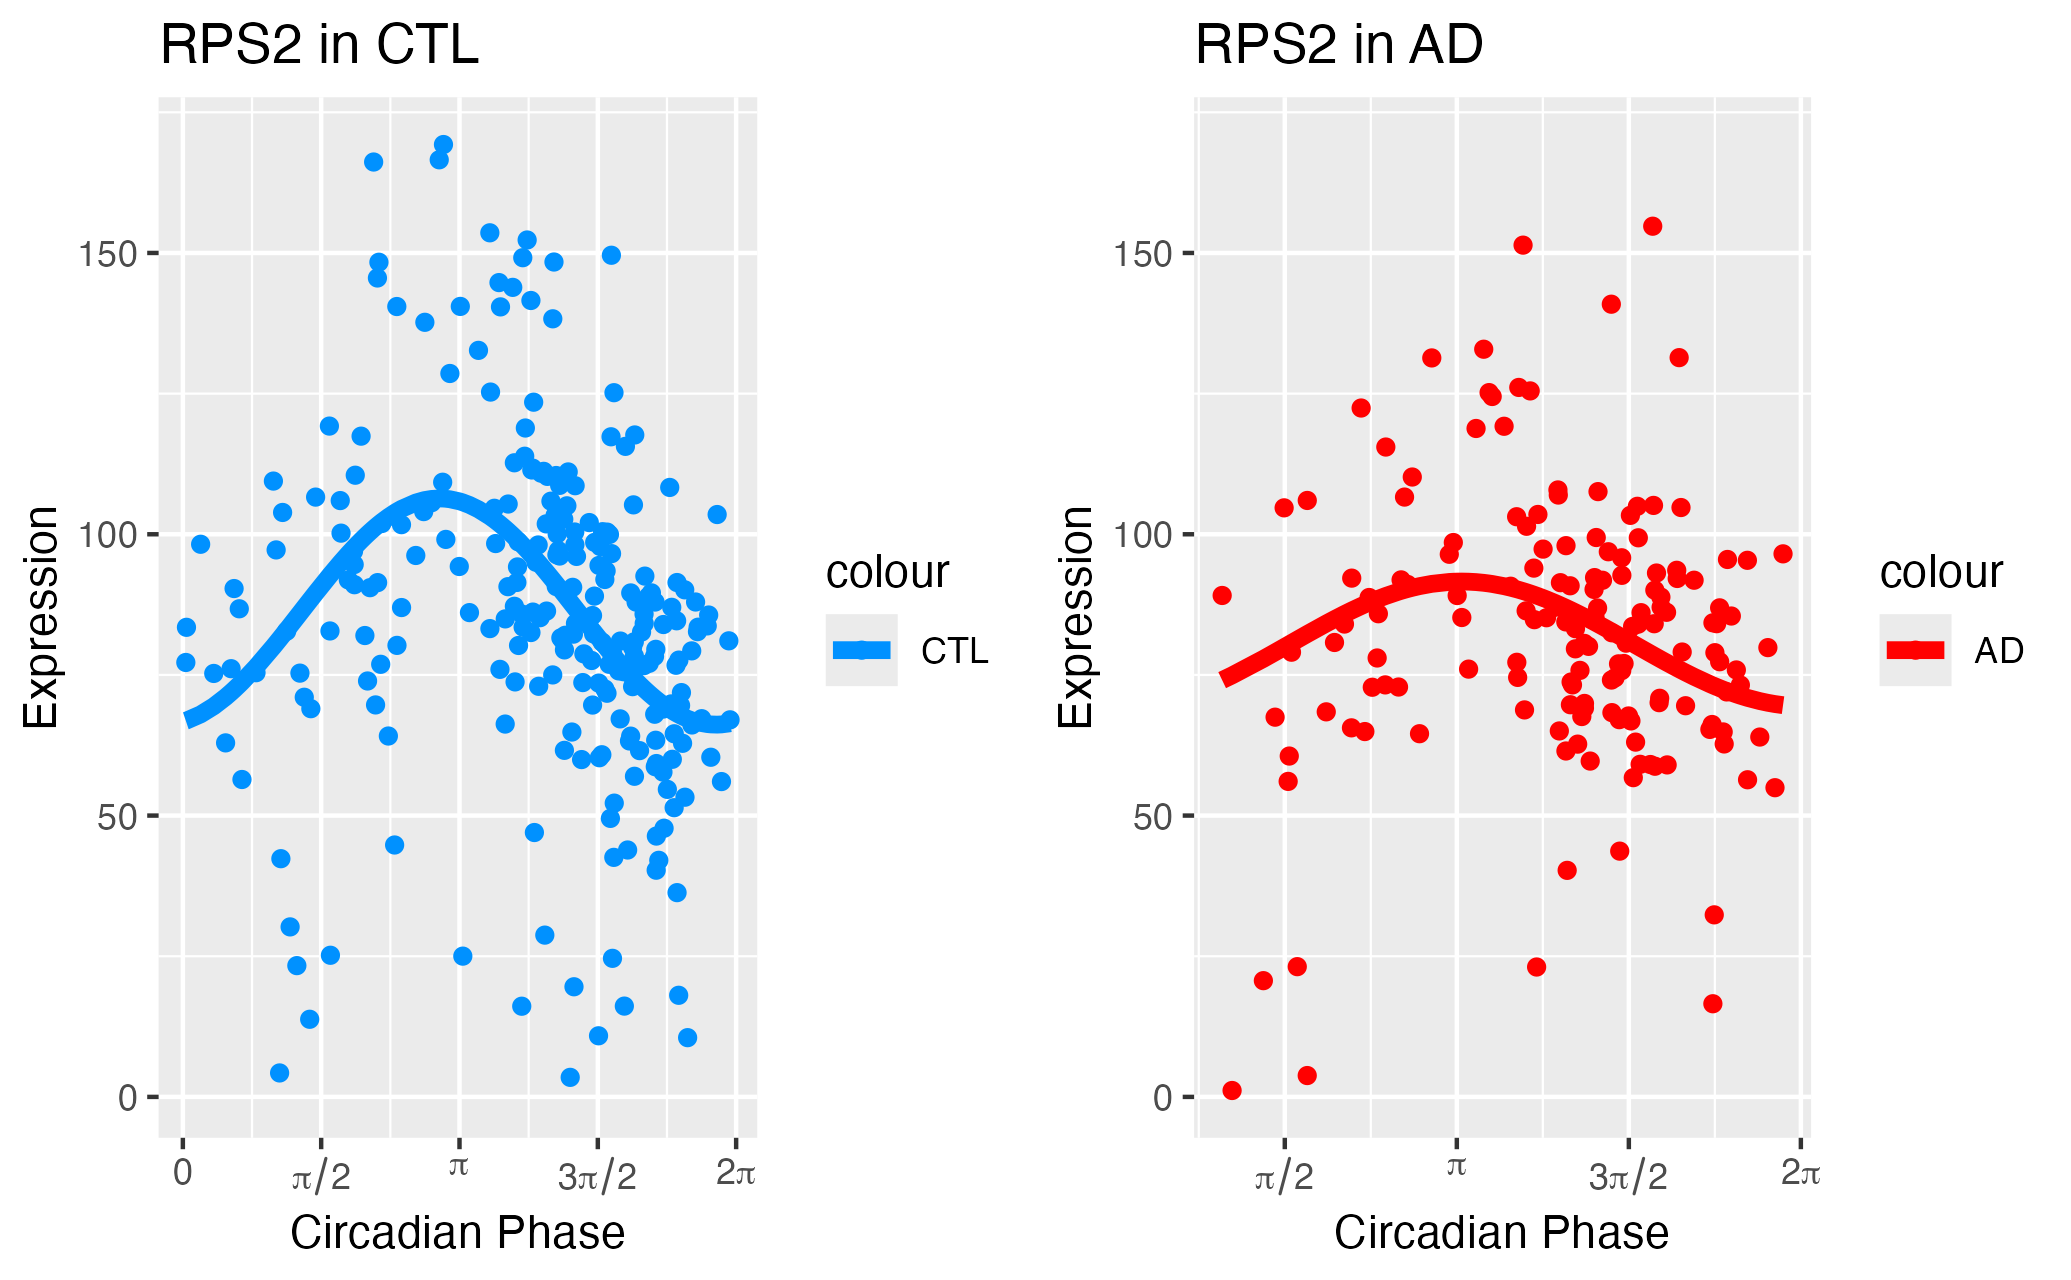 RPS2 in CTL
150
100
50
0
Expression
0
π/2
π
3π/2
2π
Circadian Phase
colour
CTL
RPS2 in AD
150
100
50
0
Expression
π/2
π
3π/2
2π
Circadian Phase
colour
AD